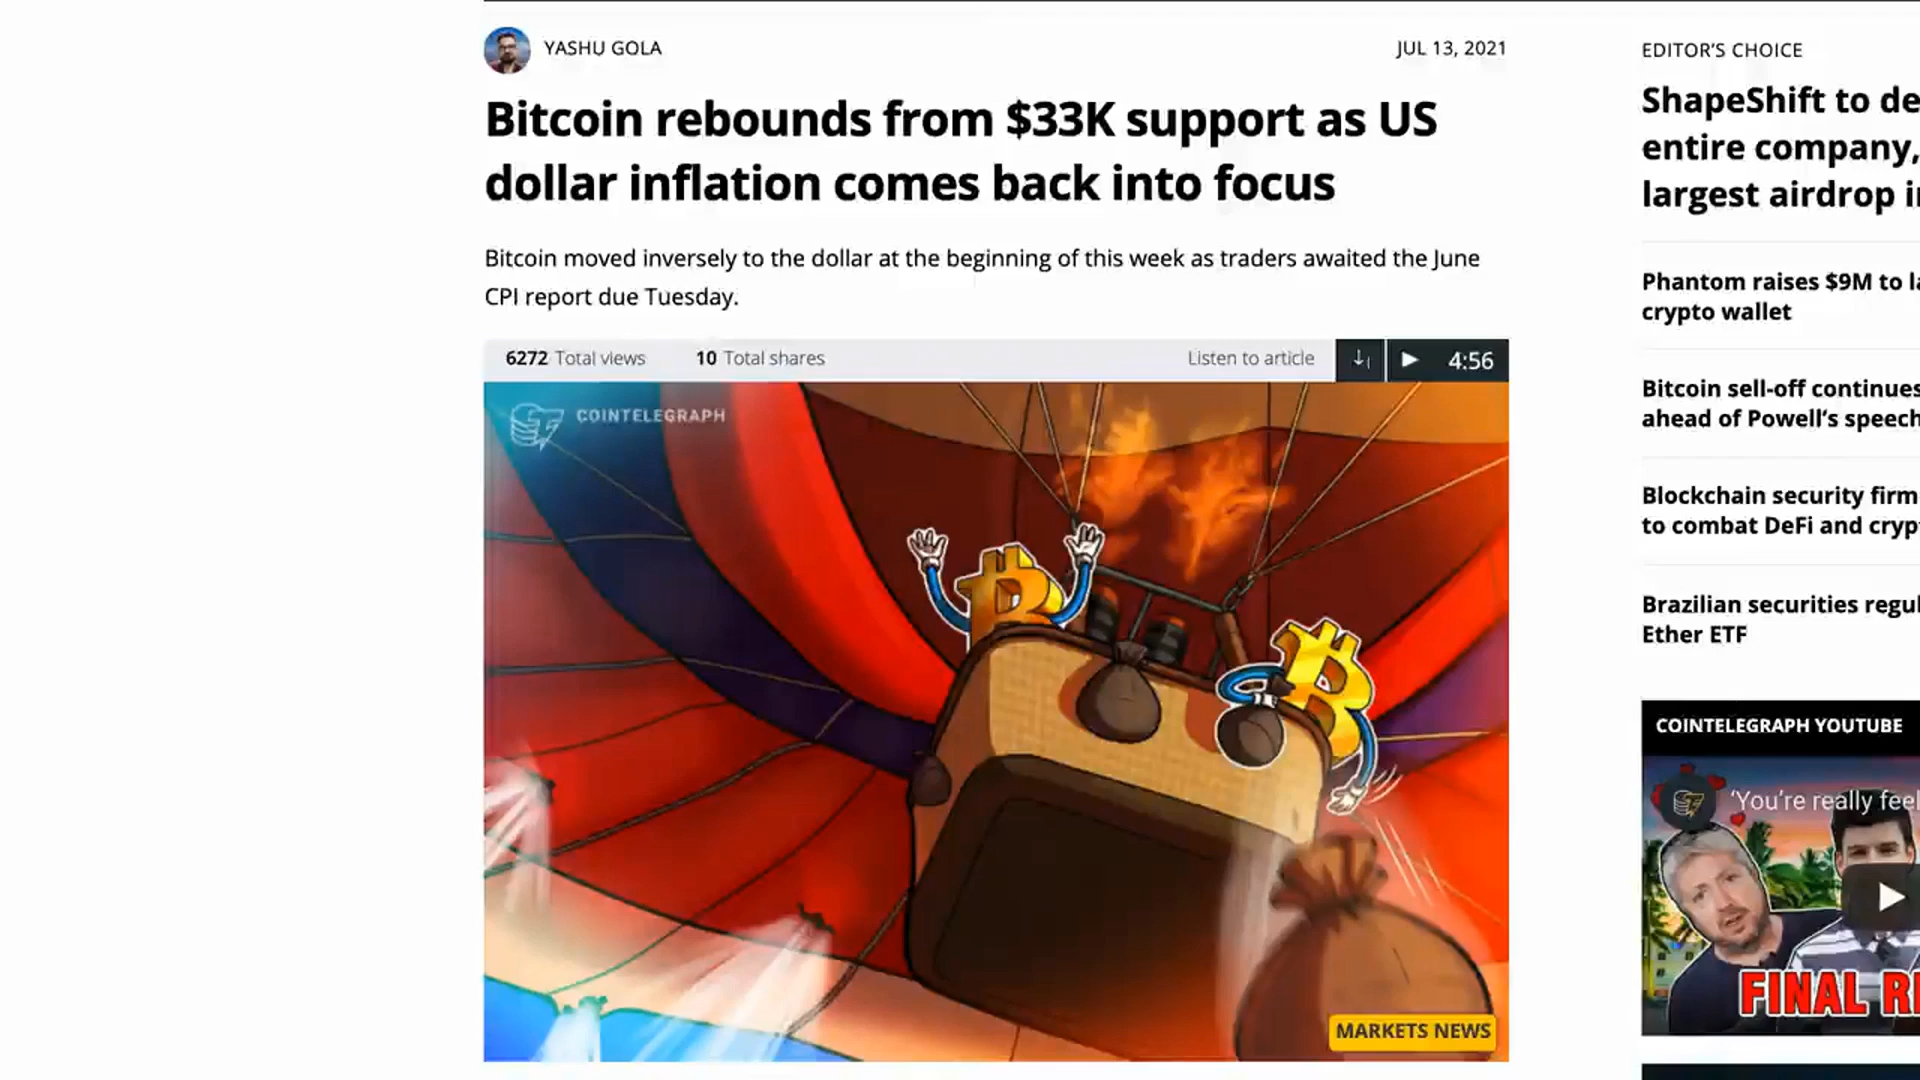 YASHU GOLA
JUL 13, 2021
Bitcoin rebounds from $33K support as US
dollar inflation comes back into focus
Bitcoin moved inversely to the dollar at the beginning of this week as traders awaited the June
CPI report due Tuesday.
6272 Total views
10 Total shares
Listen to article
4:56
COINTELEGRAPH
MARKETS NEWS
EDITOR'S CHOICE
ShapeShift to de
entire company,
largest airdrop i
Phantom raises $9M to l
crypto wallet
Bitcoin sell-off continues
ahead of Powell's speech
Blockchain security firm
to combat DeFi and cryp
Brazilian securities regul
Ether ETF
COINTELEGRAPH YOUTUBE
'You're really feel
FINAL R